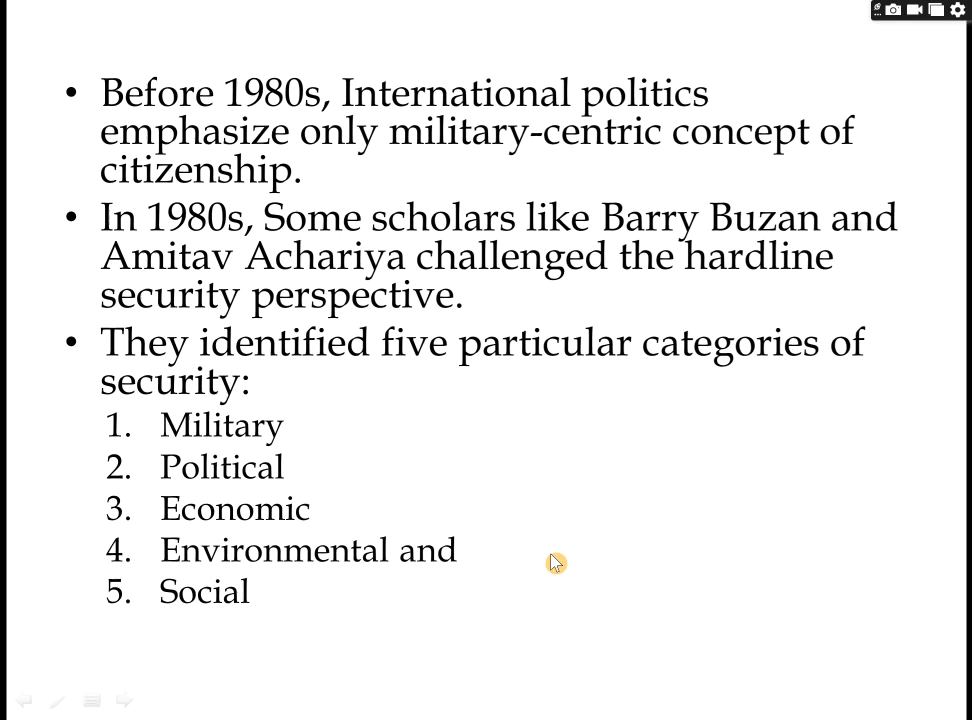 • Before 1980s, International politics
emphasize only military-centric concept of
citizenship.
• In 1980s, Some scholars like Barry Buzan and
Amitav Achariya challenged the hardline
security perspective.
• They identified five particular categories of
security:
1. Military
2. Political
3. Economic
4. Environmental and
5. Social